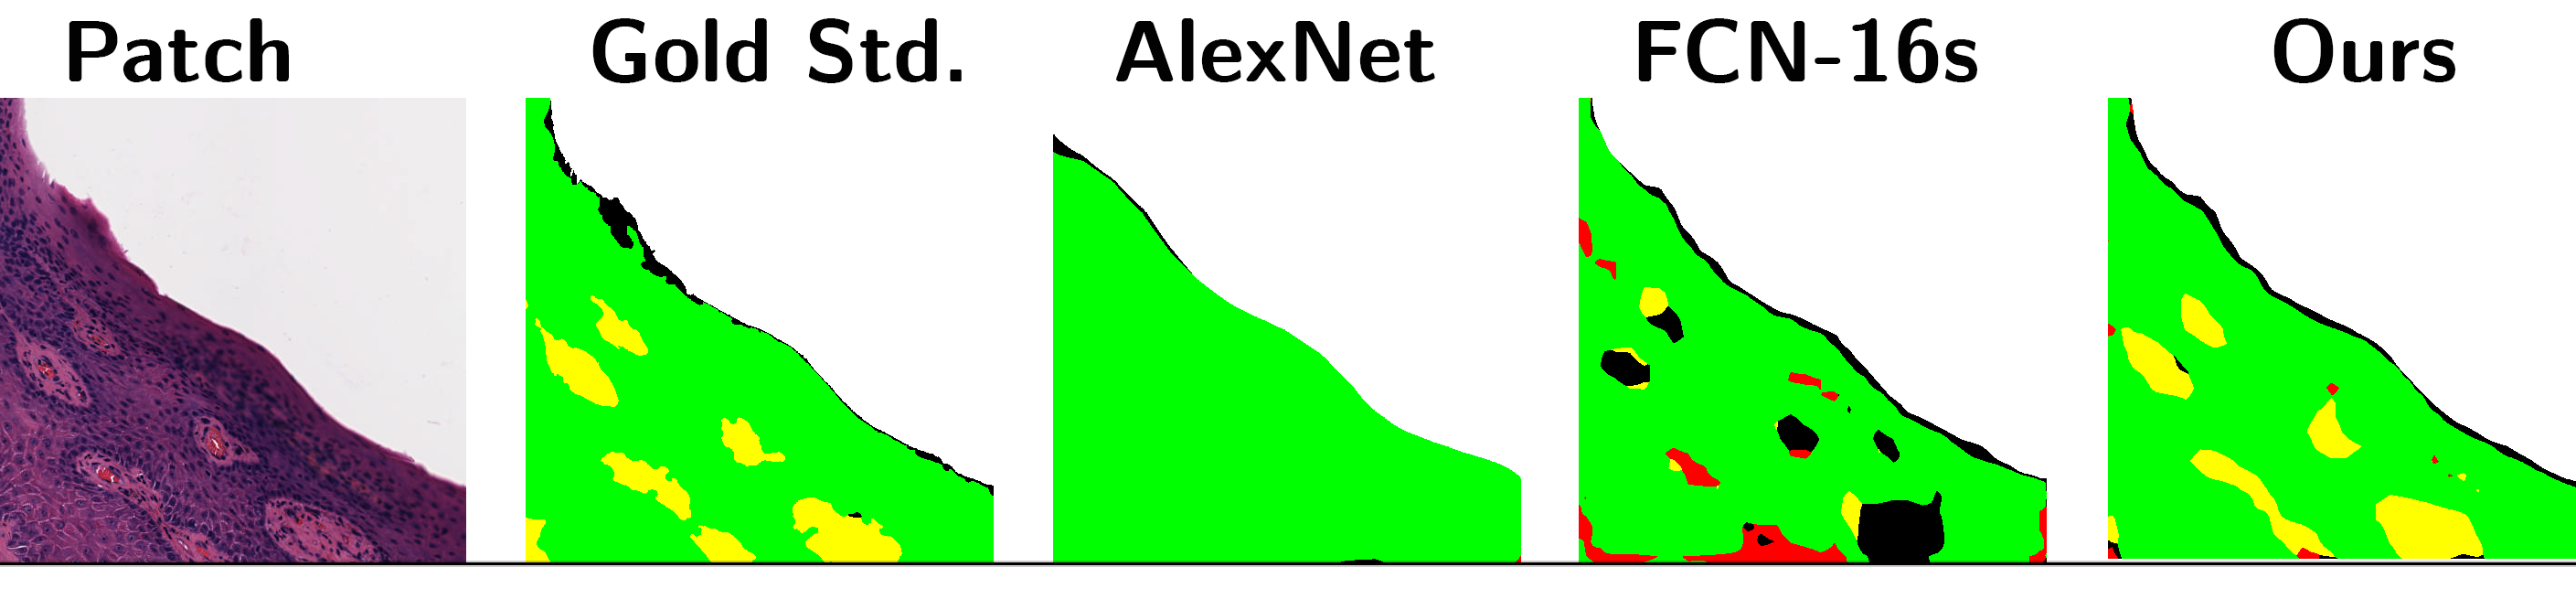 Patch Gold Std. AlexNet FCN-16s Ours